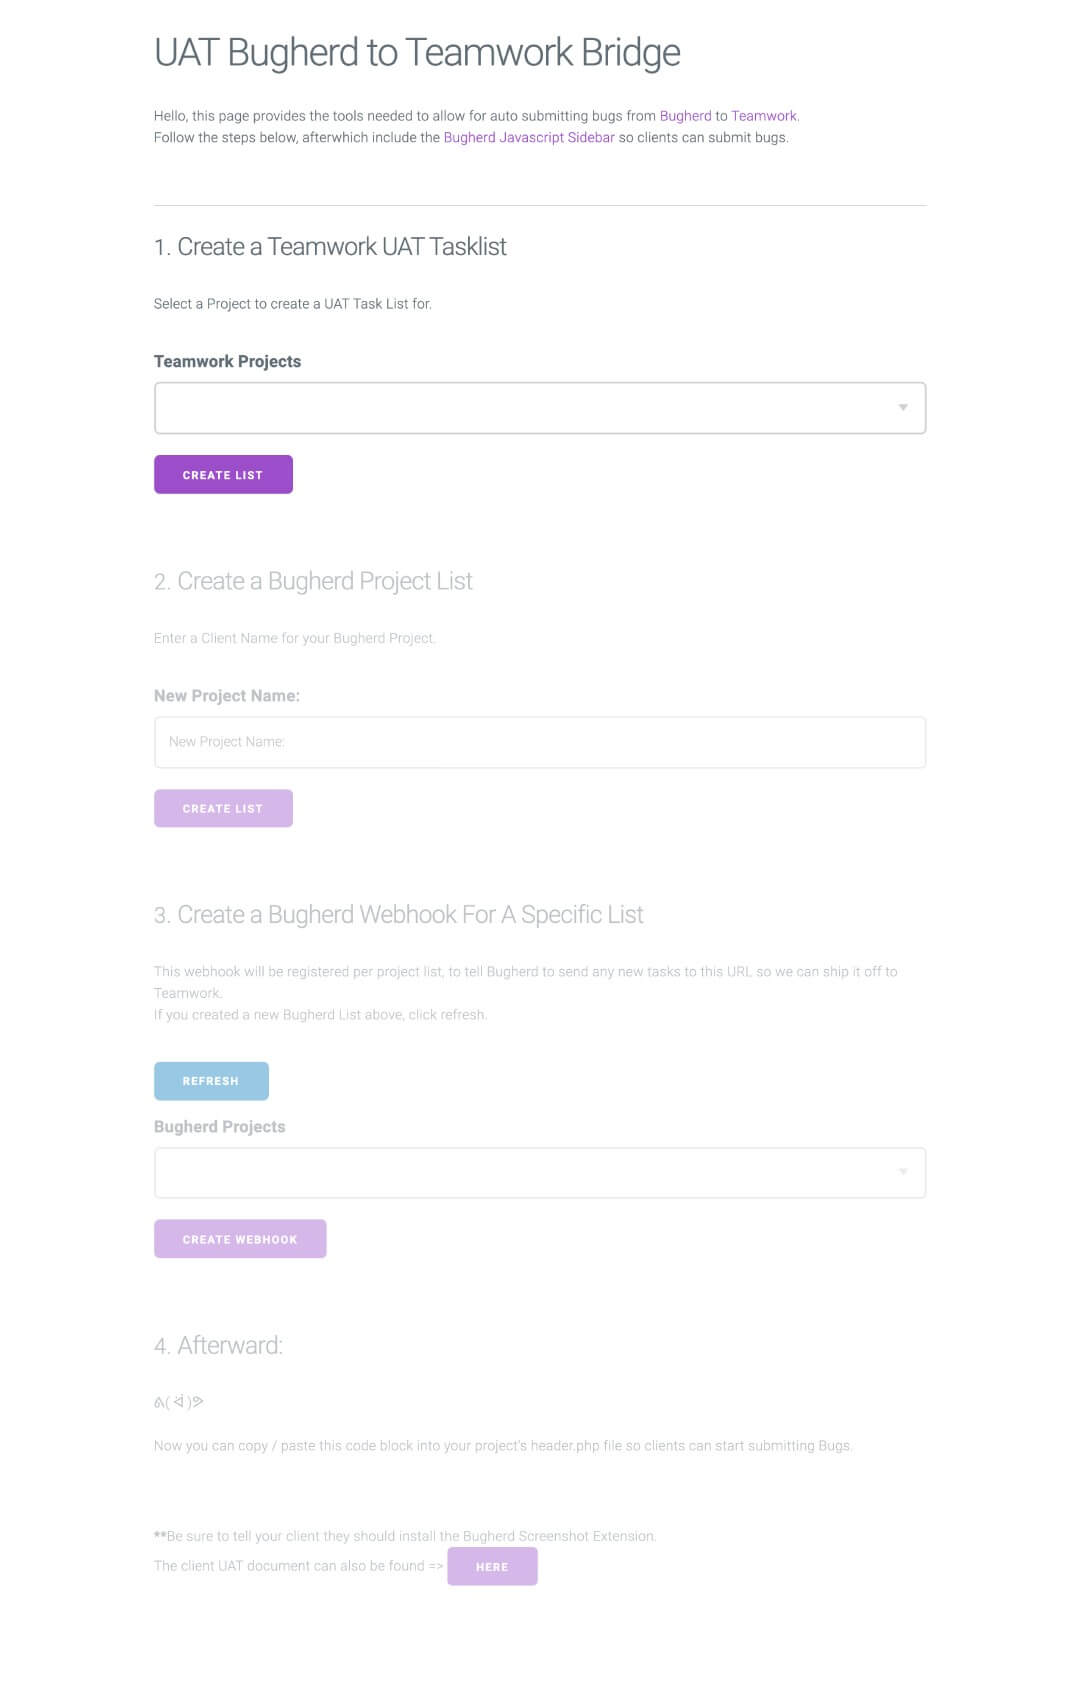 UAT Bugherd to Teamwork Bridge
Hello, this page provides the tools needed to allow for auto submitting bugs from Bugherd to Teamwork.
Follow the steps below, afterwhich include the Bugherd Javascript Sidebar so clients can submit bugs.
1. Create a Teamwork UAT Tasklist
Select a Project to create a UAT Task List for.
Teamwork Projects
CREATE LIST
2. Create a Bugherd Project List
Enter a Client Name for your Bugherd Project.
New Project Name:
New Project Name:
CREATE LIST
3. Create a Bugherd Webhook For A Specific List
This webhook will be registered per project list, to tell Bugherd to send any new tasks to this URL so we can ship it off to
Teamwork.
If you created a new Bugherd List above, click refresh.
REFRESH
Bugherd Projects
CREATE WEBHOOK
4. Afterward:
ᕕ( ᐛ )ᕗ
Now you can copy / paste this code block into your project's header.php file so clients can start submitting Bugs.
**Be sure to tell your client they should install the Bugherd Screenshot Extension.
The client UAT document can also be found => HERE